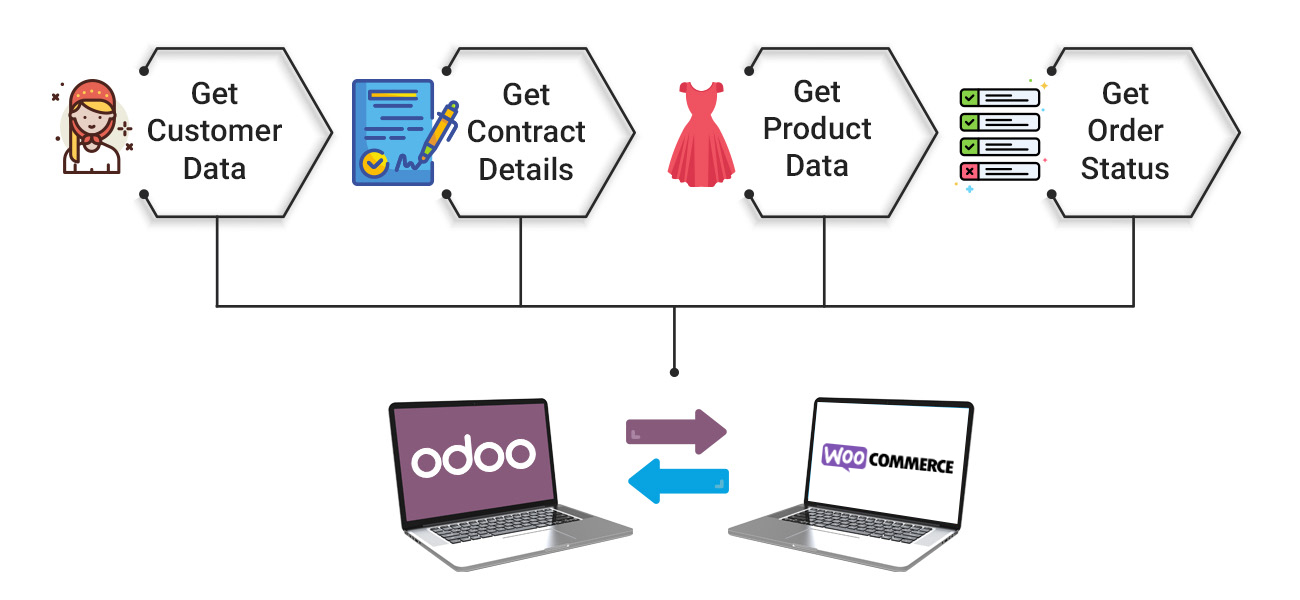 Get
Customer
Data
Get
Contract
Details
Get
Product
Data
Get
Order
Status
odoo
WOO COMMERCE